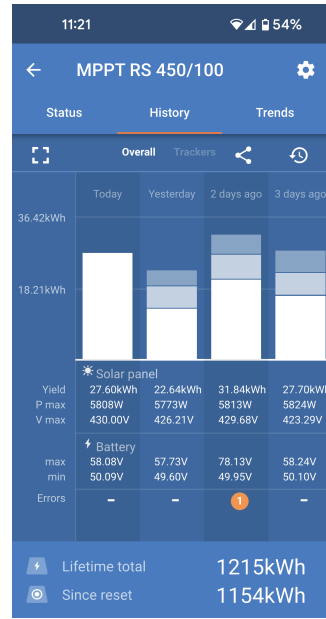 11:21 54%
MPPT RS 450/100
Status History Trends
Overall Trackers
Today Yesterday 2 days ago 3 days ago
36.42kWh
18.21kWh
Solar panel
Yield 27.60kWh 22.64kWh 31.84kWh 27.70kW
P max 5808W 5773W 5813W 5824W
V max 430.00V 426.21V 429.68V 423.29V
Battery
max 58.08V 57.73V 78.13V 58.24V
min 50.09V 49.60V 49.95V 50.10V
Errors – – 1 –
Lifetime total 1215kWh
Since reset 1154kWh